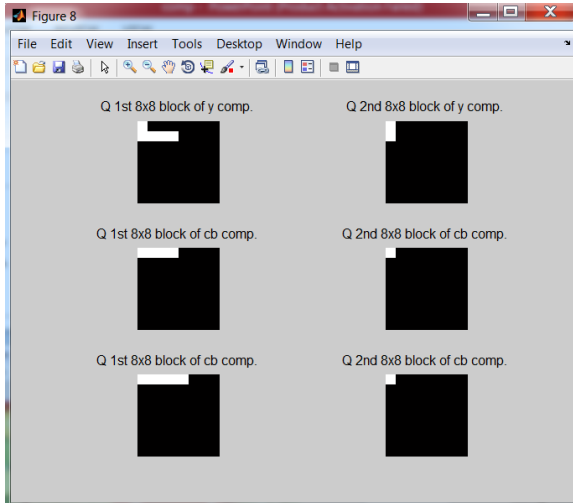 Figure 8
File Edit View Insert Tools Desktop Window Help
Q 1st 8x8 block of y comp.
Q 2nd 8x8 block of y comp.
Q 1st 8x8 block of cb comp.
Q 2nd 8x8 block of cb comp.
Q 1st 8x8 block of cb comp.
Q 2nd 8x8 block of cb comp.